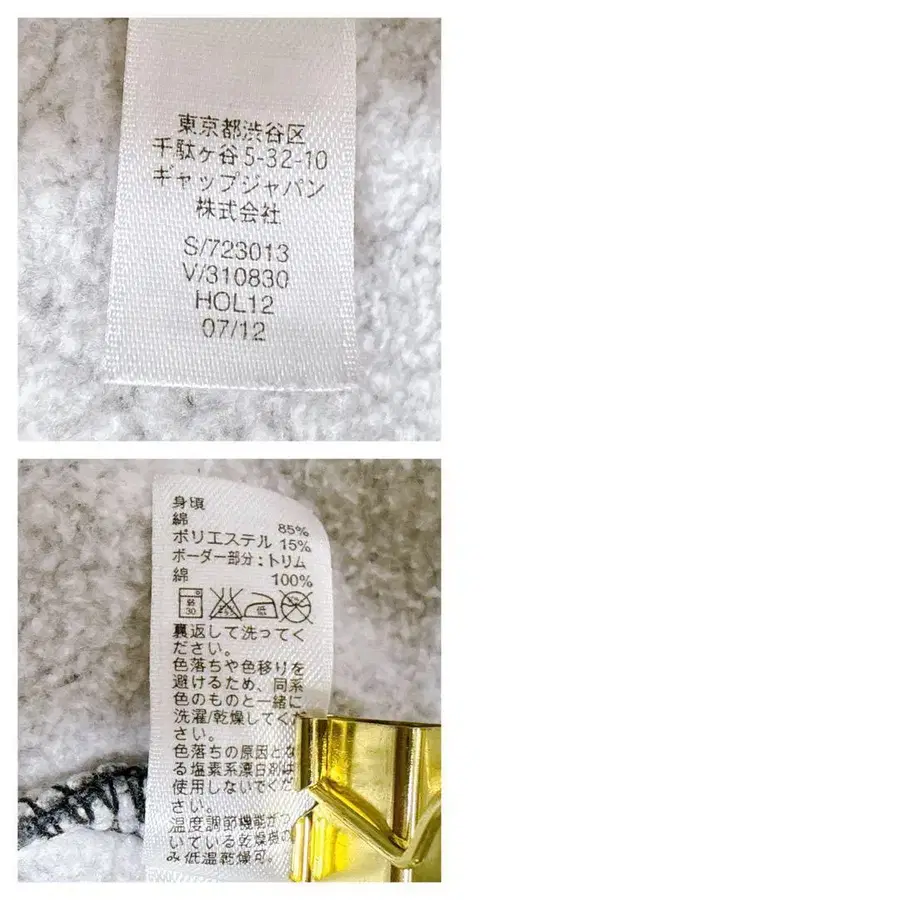 東京都渋谷区
千駄ヶ谷 5-32-10
ギャップジャパン
株式会社
S/723013
V/310830
HOL12
07/12
身頃
綿 85%
ポリエステル 15%
ボーダー部分：トリム
綿 100%
弱
30
低
裏返して洗ってく
ださい。
色落ちや色移りを
避けるため、同系
色のものと一緒に
洗濯/乾燥してくだ
さい。
色落ちの原因とな
る塩素系漂白剤は
使用しないでくだ
さい。
温度調節機能がつ
いている乾燥機の
み低温乾燥可。